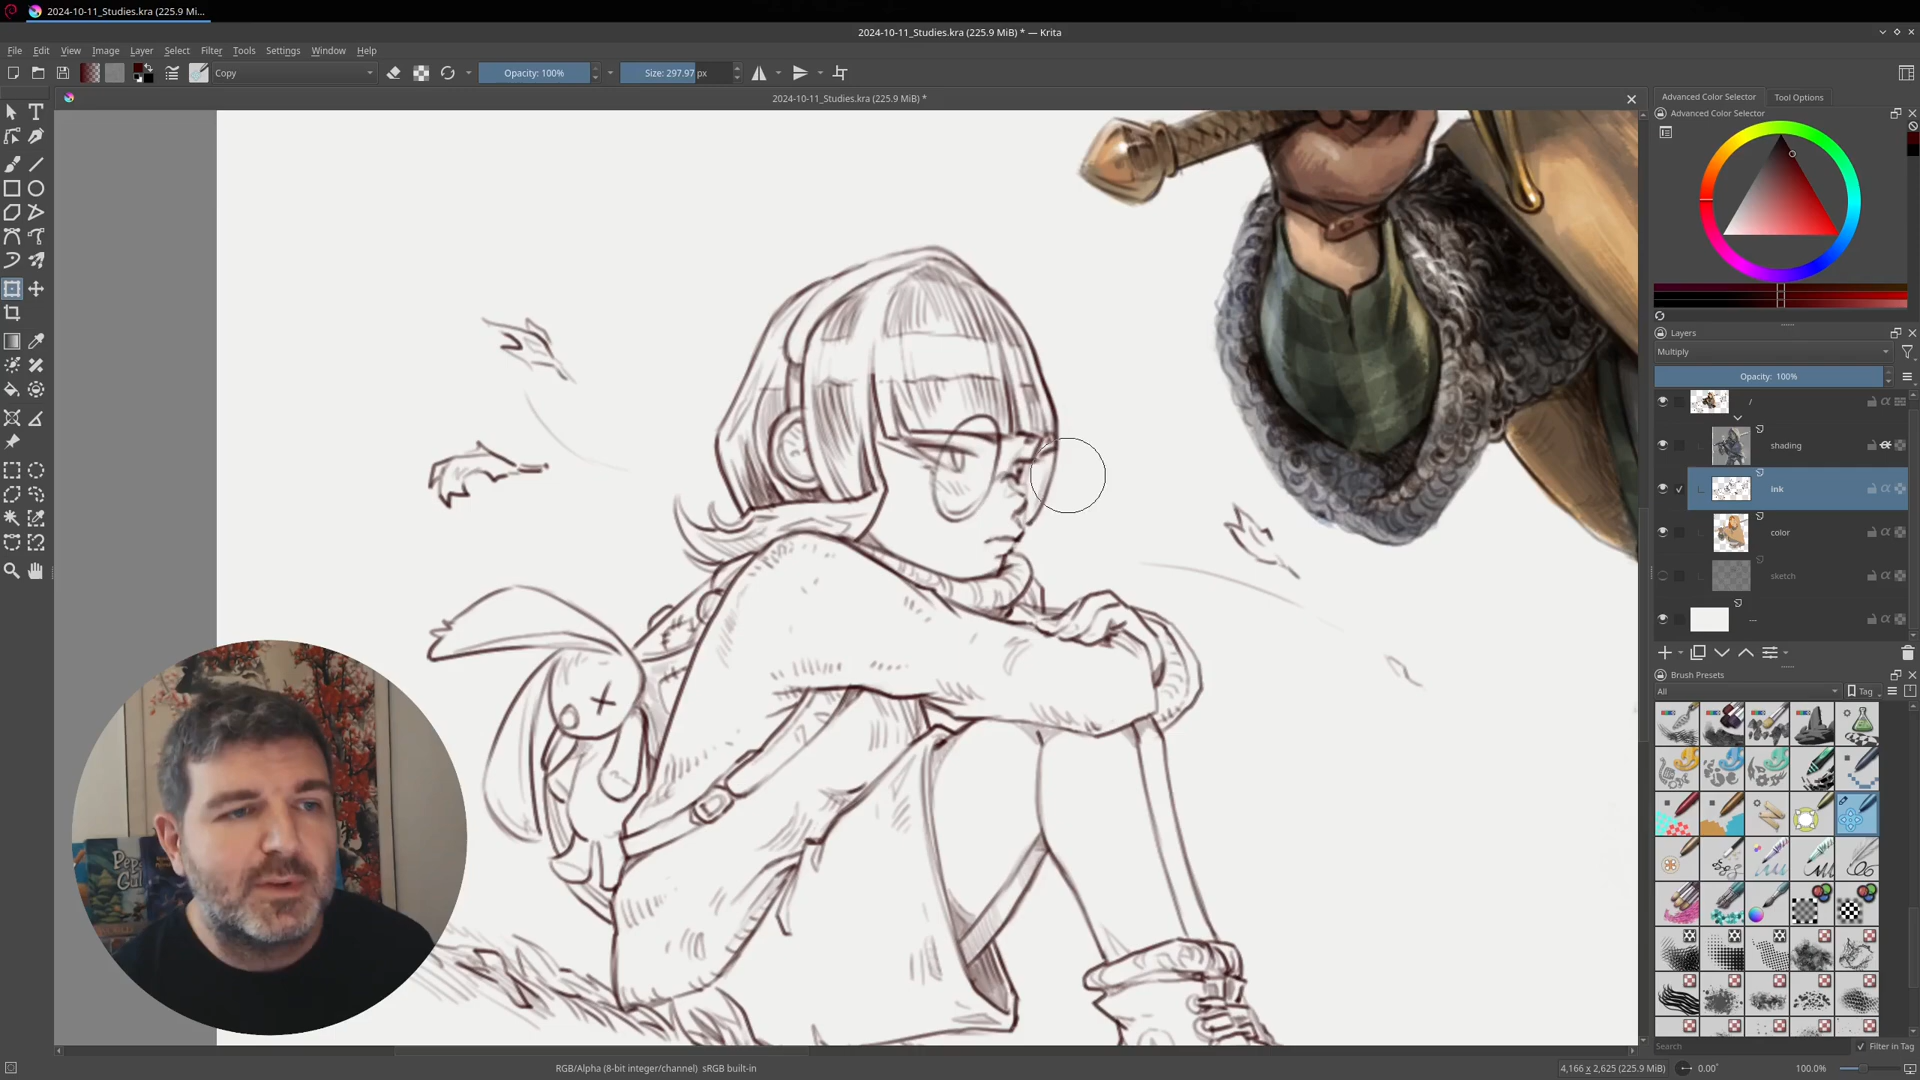 2024-10-11_Studies.kra (225.9 Mi...
2024-10-11_Studies.kra (225.9 MiB) * — Krita
File Edit View Image Layer Select Filter Tools Settings Window Help
Copy
Opacity: 100%
Size: 297.97 px
2024-10-11_Studies.kra (225.9 MiB) *
Advanced Color Selector
Tool Options
Advanced Color Selector
Layers
Multiply
Opacity: 100%
/
shading
ink
color
sketch
...
Brush Presets
All
Tag
Search
Filter in Tag
RGB/Alpha (8-bit integer/channel) sRGB built-in
4,166 x 2,625 (225.9 MiB)
0.00°
100.0%